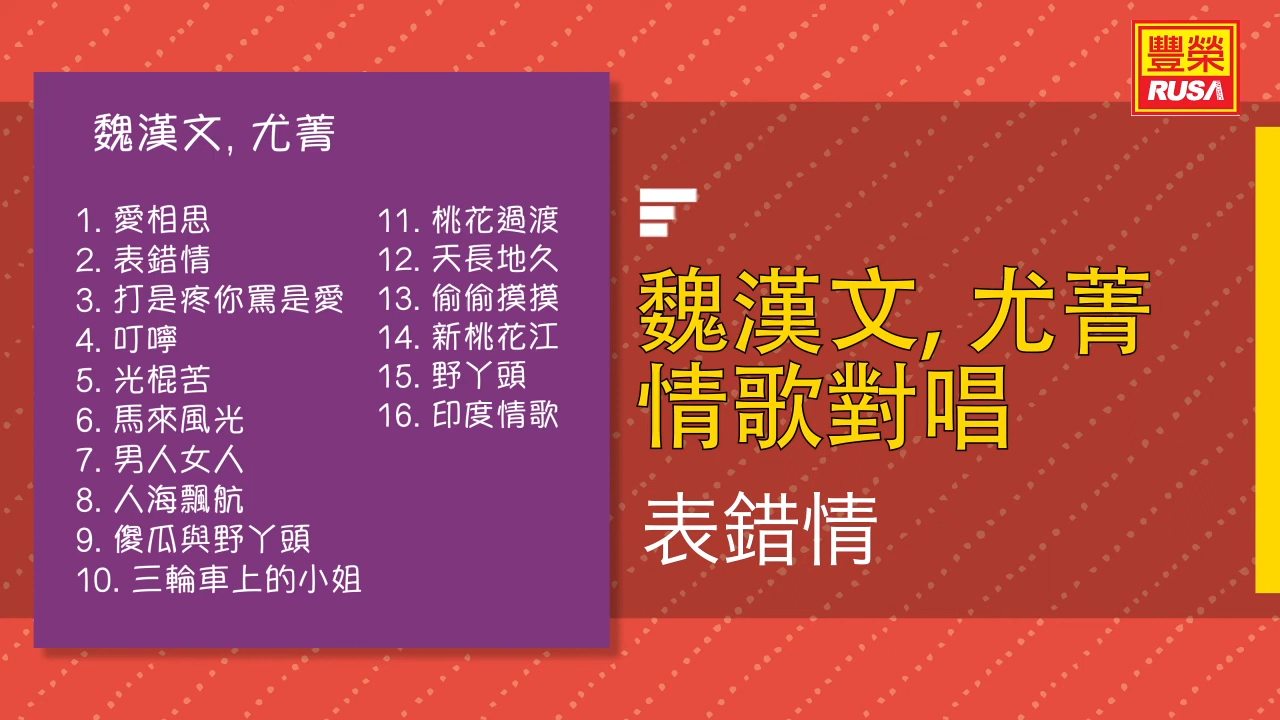 魏漢文, 尤菁
1. 愛相思
2. 表錯情
3. 打是疼你罵是愛
4. 叮嚀
5. 光棍苦
6. 馬來風光
7. 男人女人
8. 人海飄航
9. 傻瓜與野丫頭
10. 三輪車上的小姐
11. 桃花過渡
12. 天長地久
13. 偷偷摸摸
14. 新桃花江
15. 野丫頭
16. 印度情歌
豐榮
RUSA
魏漢文, 尤菁
情歌對唱
表錯情